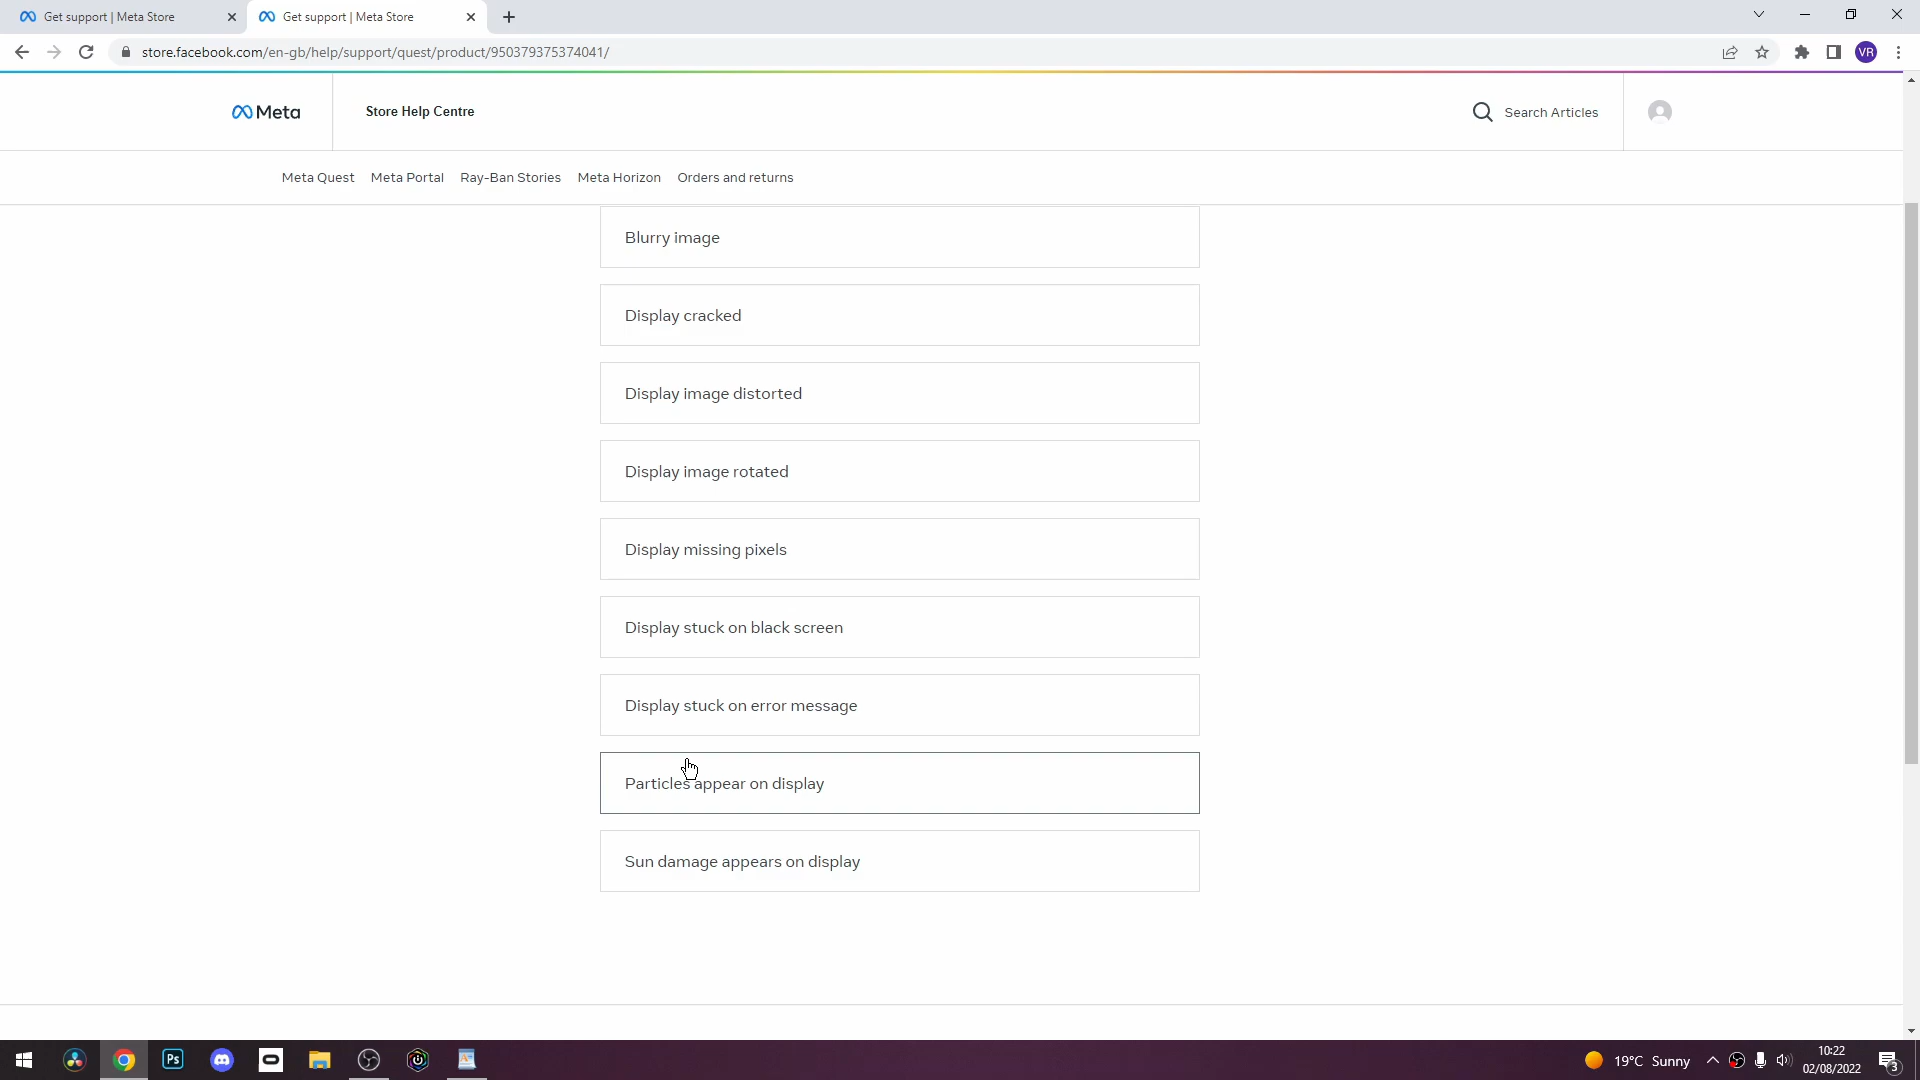 Get support | Meta Store
Get support | Meta Store
store.facebook.com/en-gb/help/support/quest/product/950379375374041/
VR
Meta
Store Help Centre
Search Articles
Meta Quest
Meta Portal
Ray-Ban Stories
Meta Horizon
Orders and returns
Blurry image
Display cracked
Display image distorted
Display image rotated
Display missing pixels
Display stuck on black screen
Display stuck on error message
Particles appear on display
Sun damage appears on display
Ps
19°C Sunny
10:22
02/08/2022
3